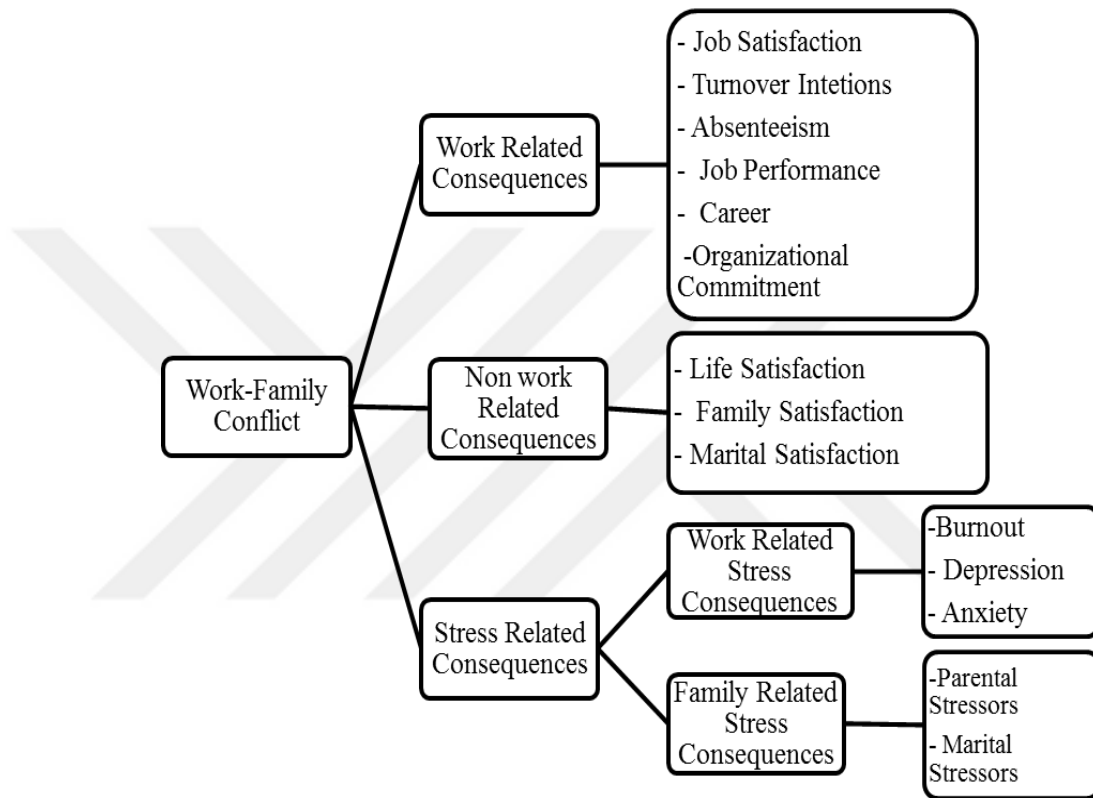 - Job Satisfaction
- Turnover Intetions
- Absenteeism
- Job Performance
- Career
-Organizational
Commitment
Work Related
Consequences
Work-Family
Conflict
Non work
Related
Consequences
- Life Satisfaction
- Family Satisfaction
- Marital Satisfaction
Stress Related
Consequences
Work Related
Stress
Consequences
-Burnout
- Depression
- Anxiety
Family Related
Stress
Consequences
-Parental
Stressors
- Marital
Stressors